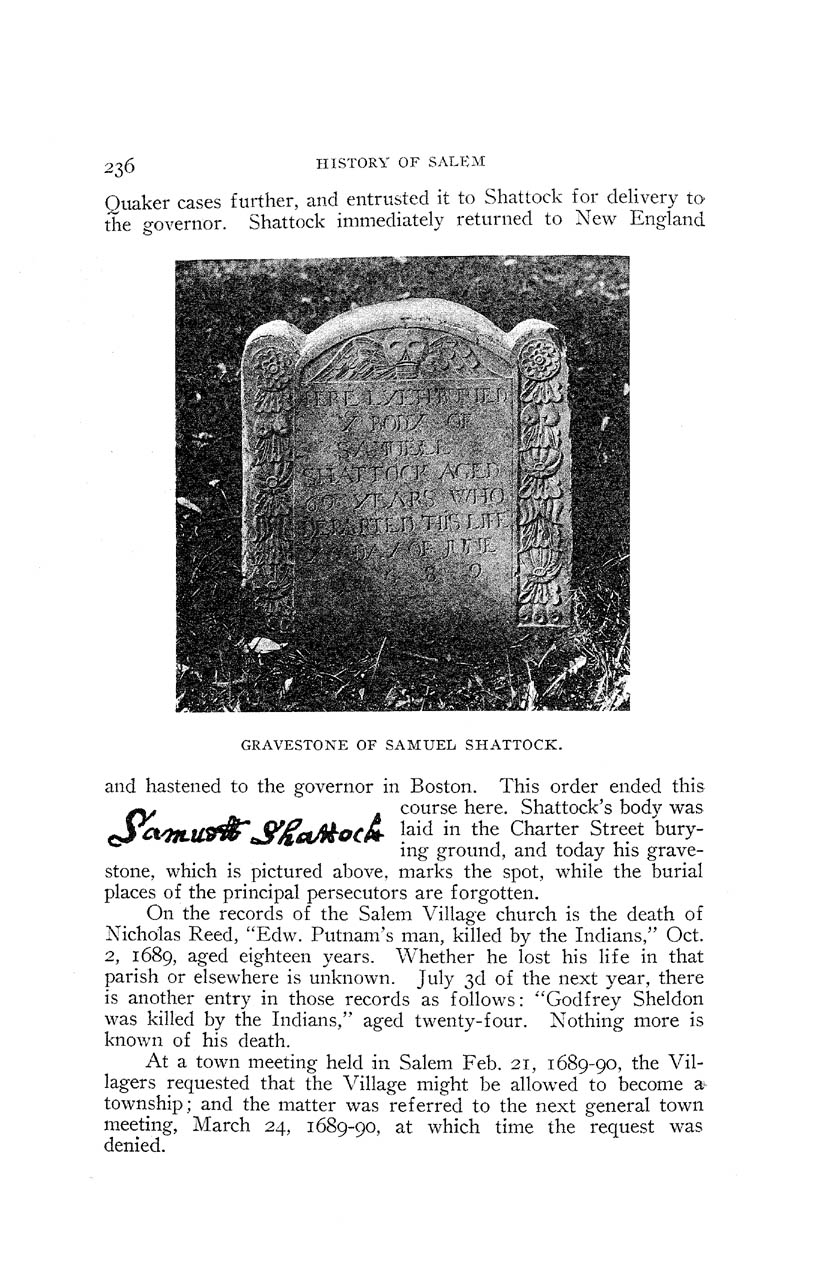 236
HISTORY OF SALEM
Quaker cases further, and entrusted it to Shattock for delivery to
the governor. Shattock immediately returned to New England
HERE LYETH BURIED
Y BODY OF
SAMUELL
SHATTOCK AGED
69 YEARS WHO
DEPARTED THIS LIFE
DAY OF JUNE
6 8 9
GRAVESTONE OF SAMUEL SHATTOCK.
and hastened to the governor in Boston. This order ended this
course here. Shattock's body was
Samuell Shattock
laid in the Charter Street bury-
ing ground, and today his grave-
stone, which is pictured above, marks the spot, while the burial
places of the principal persecutors are forgotten.
On the records of the Salem Village church is the death of
Nicholas Reed, "Edw. Putnam's man, killed by the Indians," Oct.
2, 1689, aged eighteen years. Whether he lost his life in that
parish or elsewhere is unknown. July 3d of the next year, there
is another entry in those records as follows: "Godfrey Sheldon
was killed by the Indians," aged twenty-four. Nothing more is
known of his death.
At a town meeting held in Salem Feb. 21, 1689-90, the Vil-
lagers requested that the Village might be allowed to become a
township; and the matter was referred to the next general town
meeting, March 24, 1689-90, at which time the request was
denied.